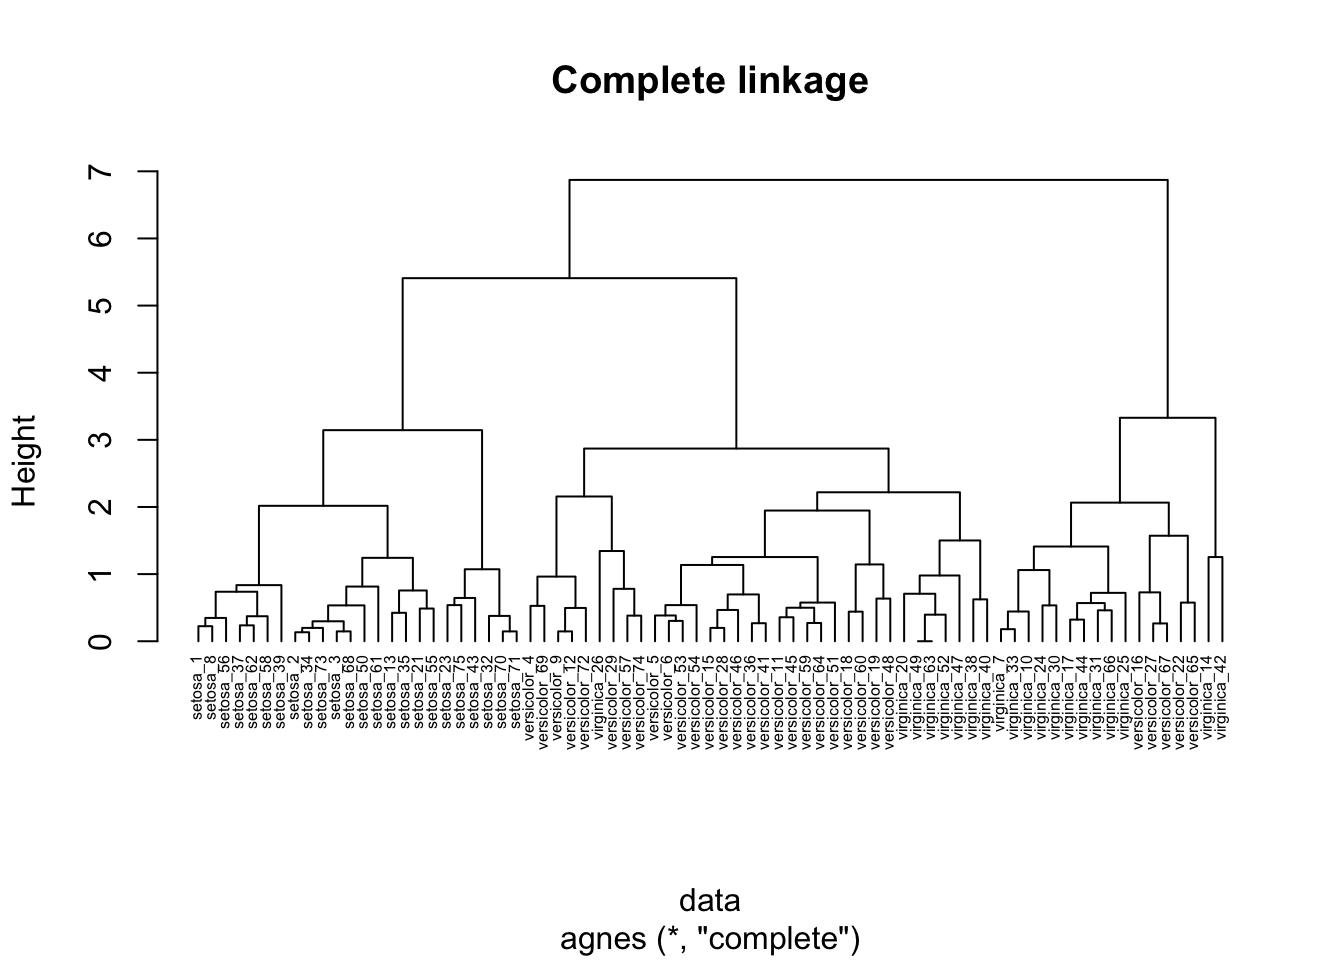 Complete linkage
Height
0 1 2 3 4 5 6 7
setosa_1
setosa_8
setosa_56
setosa_37
setosa_62
setosa_58
setosa_39
setosa_2
setosa_34
setosa_73
setosa_3
setosa_68
setosa_50
setosa_61
setosa_13
setosa_35
setosa_21
setosa_55
setosa_23
setosa_75
setosa_43
setosa_32
setosa_70
setosa_71
versicolor_4
versicolor_69
versicolor_9
versicolor_12
versicolor_72
virginica_26
versicolor_29
versicolor_57
versicolor_74
versicolor_5
versicolor_6
versicolor_53
versicolor_54
versicolor_15
versicolor_28
versicolor_46
versicolor_36
versicolor_41
versicolor_11
versicolor_45
versicolor_59
versicolor_64
versicolor_51
versicolor_18
versicolor_60
versicolor_19
versicolor_48
virginica_20
virginica_49
virginica_63
virginica_52
virginica_47
virginica_38
virginica_40
virginica_7
virginica_33
virginica_10
virginica_24
virginica_30
virginica_17
virginica_44
virginica_31
virginica_66
virginica_25
versicolor_16
versicolor_27
versicolor_67
versicolor_22
versicolor_65
virginica_14
virginica_42
data
agnes (*, "complete")